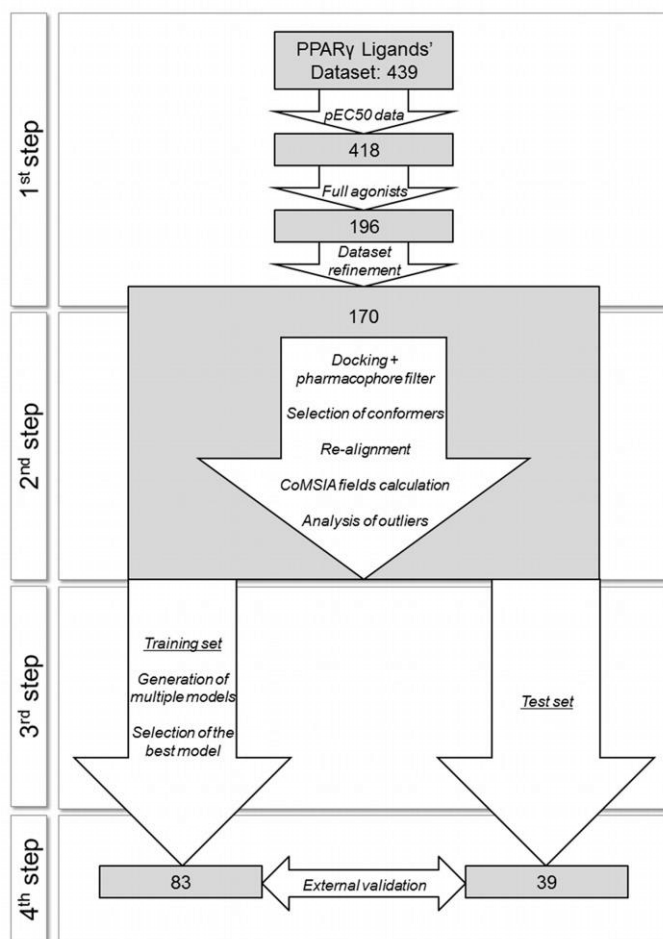 1st step
PPARγ Ligands'
Dataset: 439
pEC50 data
418
Full agonists
196
Dataset
refinement
2nd step
170
Docking +
pharmacophore filter
Selection of conformers
Re-alignment
CoMSIA fields calculation
Analysis of outliers
3rd step
Training set
Generation of
multiple models
Selection of the
best model
Test set
4th step
83
External validation
39